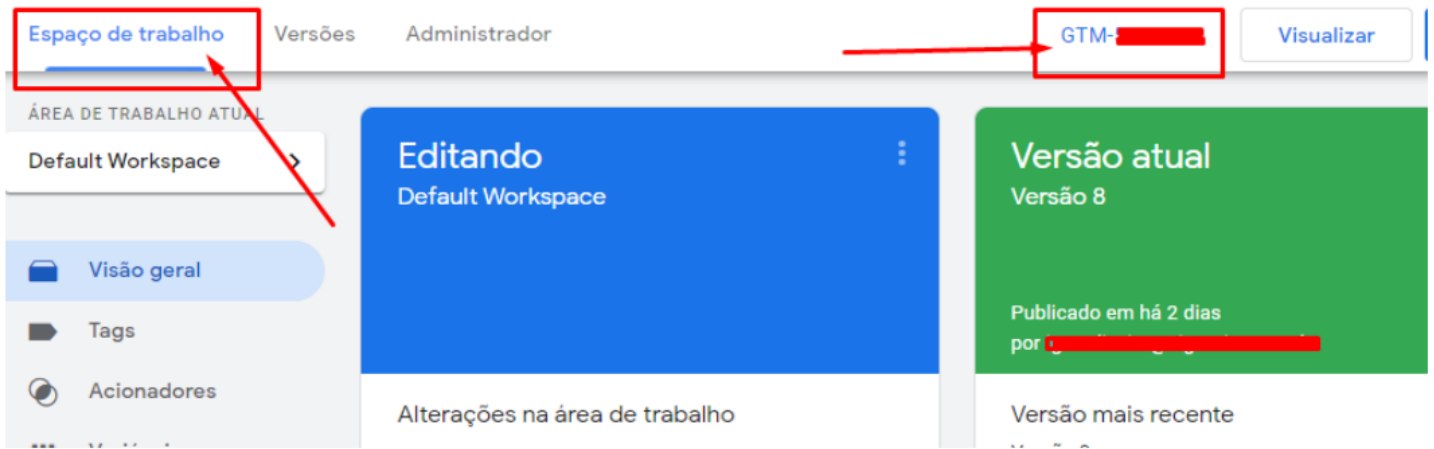 Espaço de trabalho Versões Administrador GTM- Visualizar
ÁREA DE TRABALHO ATUAL
Default Workspace
Editando
Default Workspace
Versão atual
Versão 8
Visão geral
Tags
Acionadores
Publicado em há 2 dias
por
Alterações na área de trabalho
Versão mais recente